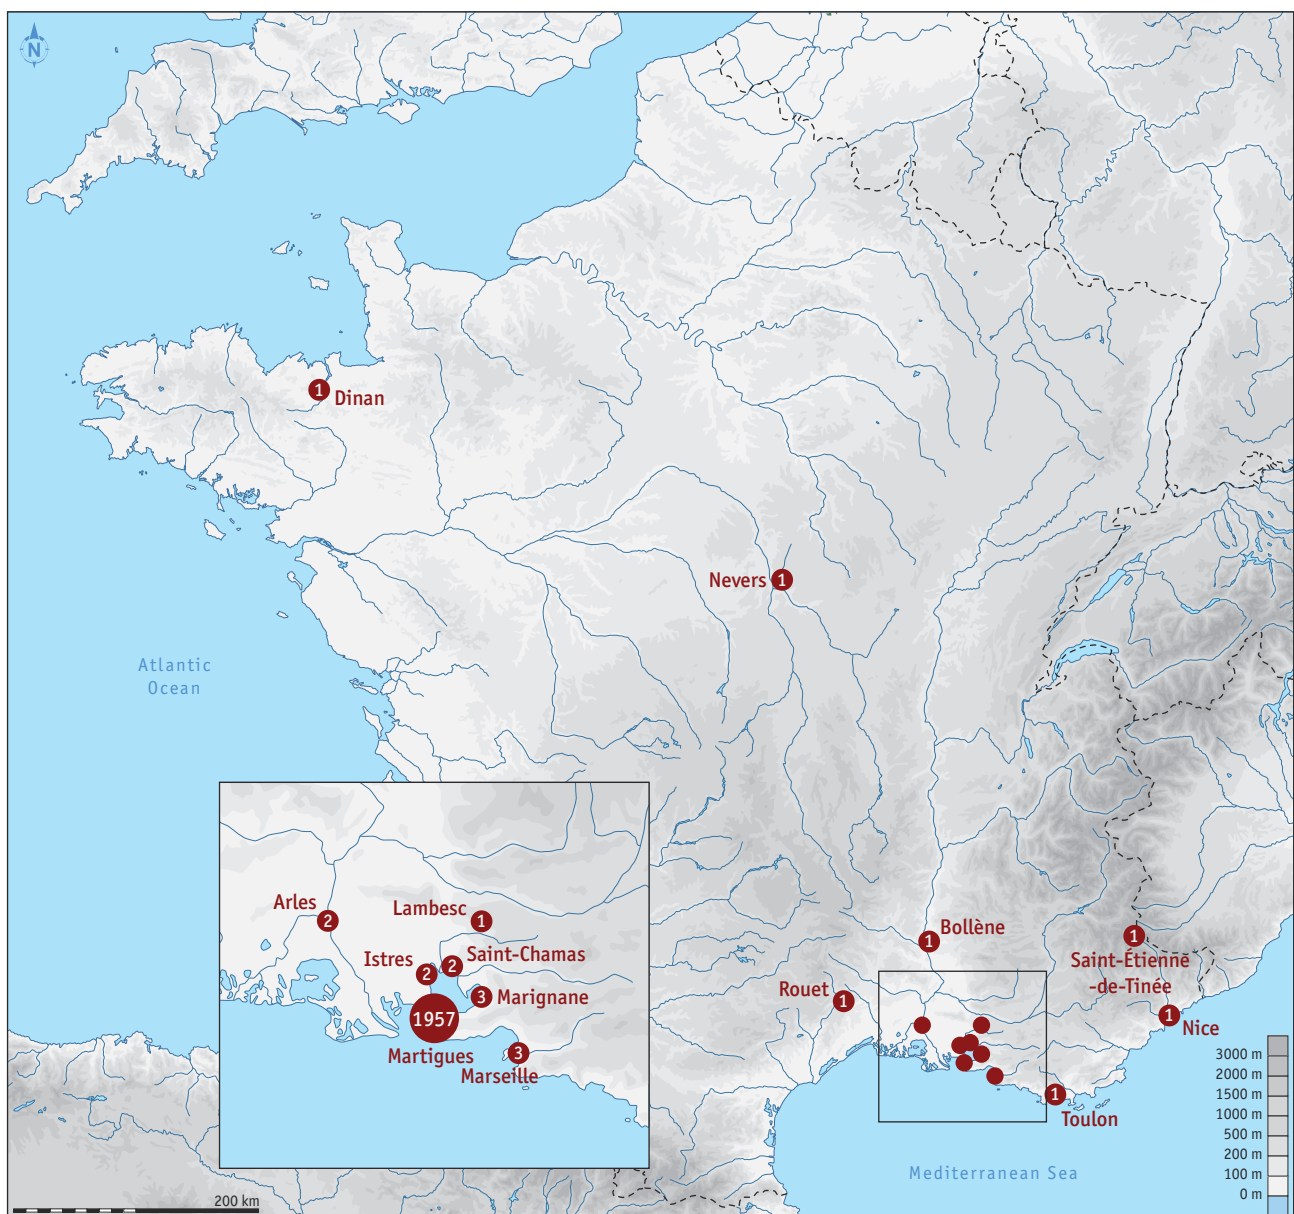 N
1
Dinan
Nevers
1
Atlantic
Ocean
Arles
2
Lambesc
1
Istres
2
2
Saint-Chamas
3
Marignane
1957
Martigues
3
Marseille
Bollène
1
1
Saint-Étienne
-de-Tinée
Rouet
1
1
Nice
1
Toulon
Mediterranean Sea
3000 m
2000 m
1500 m
1000 m
500 m
200 m
100 m
0 m
200 km